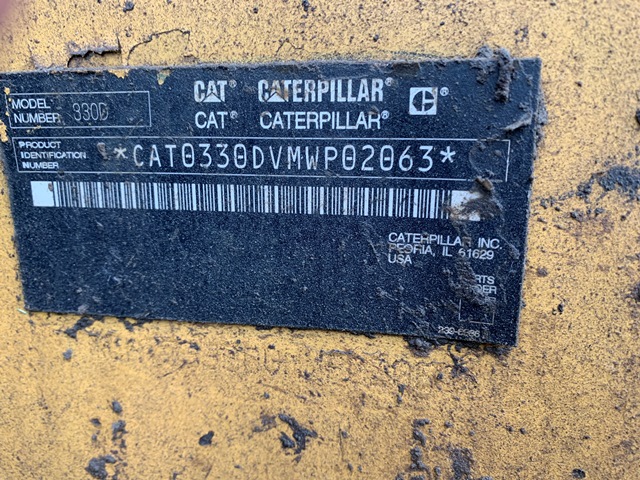 CAT® CATERPILLAR®
CAT® CATERPILLAR®
MODEL NUMBER 330D
PRODUCT IDENTIFICATION NUMBER *CAT0330DVMWP02063*
CATERPILLAR INC.
PEORIA, IL 61629
USA